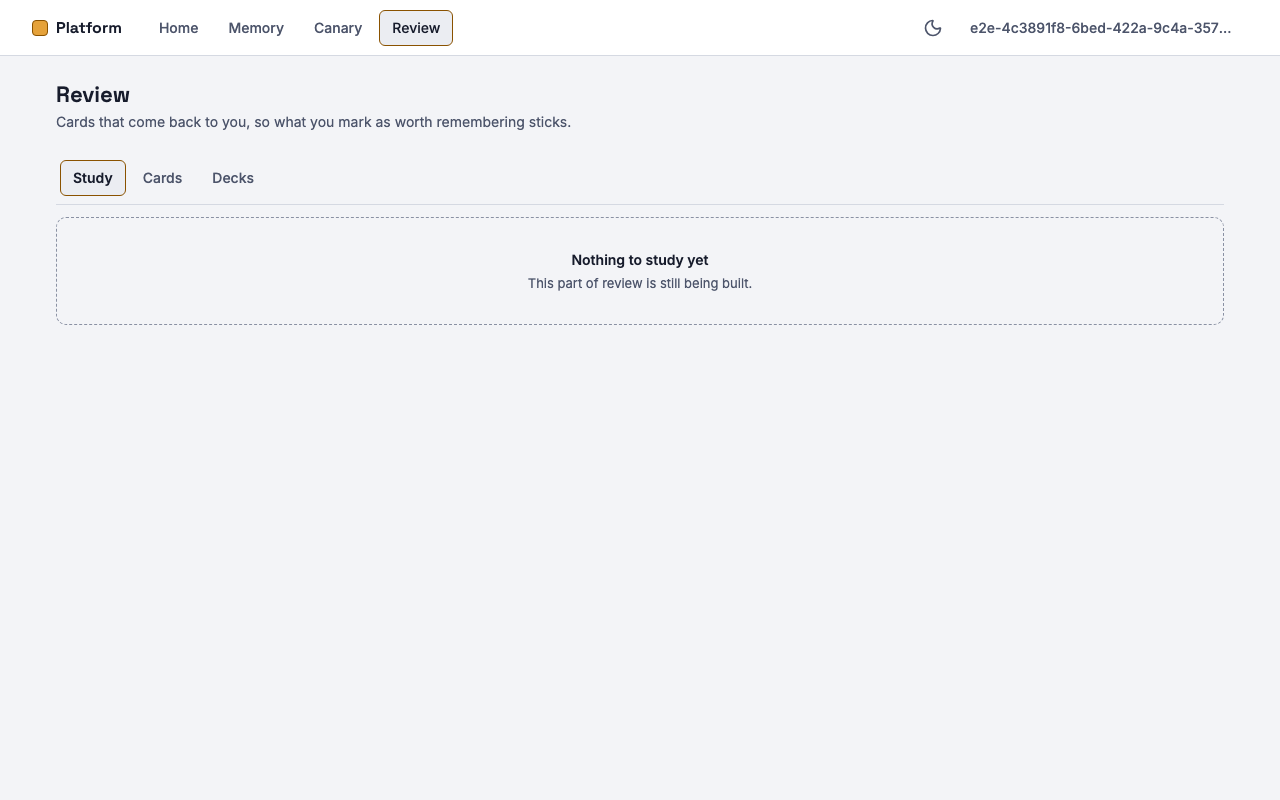 Platform
Home
Memory
Canary
Review
e2e-4c3891f8-6bed-422a-9c4a-357...
Review
Cards that come back to you, so what you mark as worth remembering sticks.
Study
Cards
Decks
Nothing to study yet
This part of review is still being built.